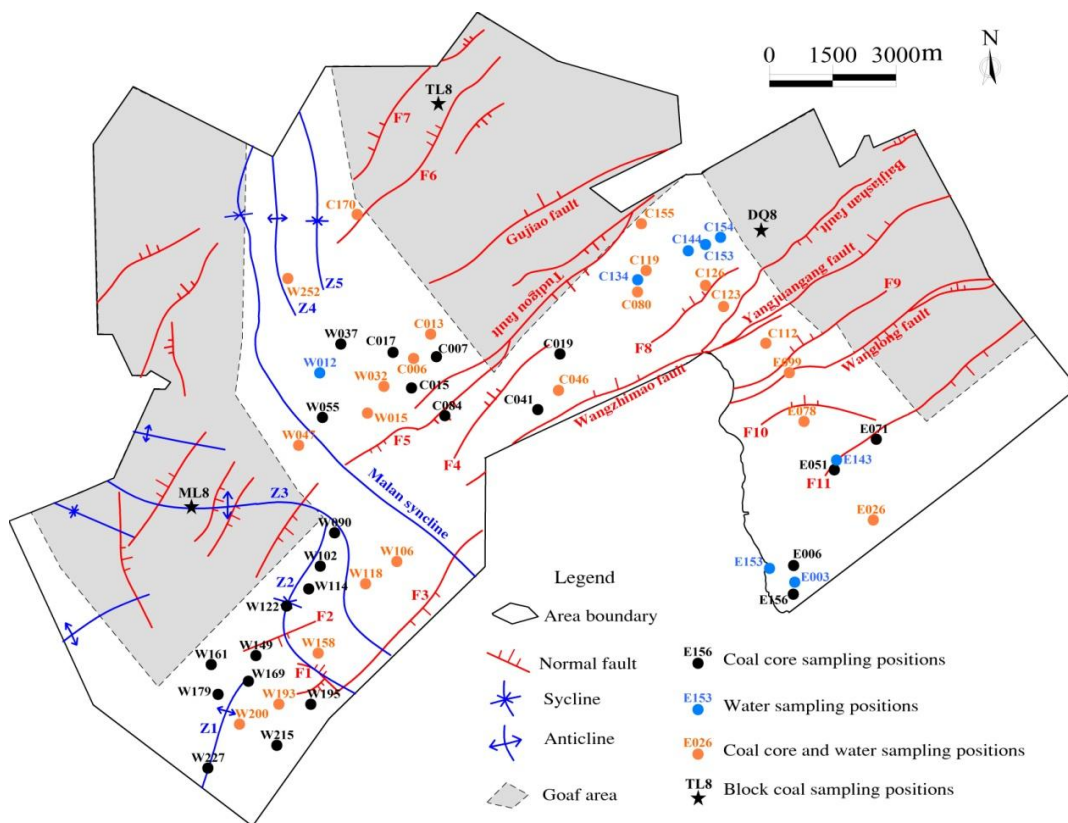 0 1500 3000m
N
TL8
F7
F6
C170
Gujiao fault
C155
C154
C144
C153
DQ8
Baijiashan fault
C119
C134
C126
C080
C123
Yangjuangang fault
F9
W252
Z5
Z4
Tudigou fault
C013
W037
C017
C007
C006
C019
F8
C112
Wanglong fault
W012
W032
C015
C046
E099
Wangzhimao fault
W055
W015
C084
C041
E078
W047
F5
F4
F10
E071
E051
E143
F11
Malan syncline
ML8
Z3
E026
W090
W102
W106
W118
Z2
W114
F3
W122
E153
E006
E003
E156
F2
W161
W149
W158
F1
W169
W179
W193
W195
Z1
W200
W215
W227
Legend
Area boundary
Normal fault
Sycline
Anticline
Goaf area
E156 Coal core sampling positions
E153 Water sampling positions
E026 Coal core and water sampling positions
TL8 Block coal sampling positions